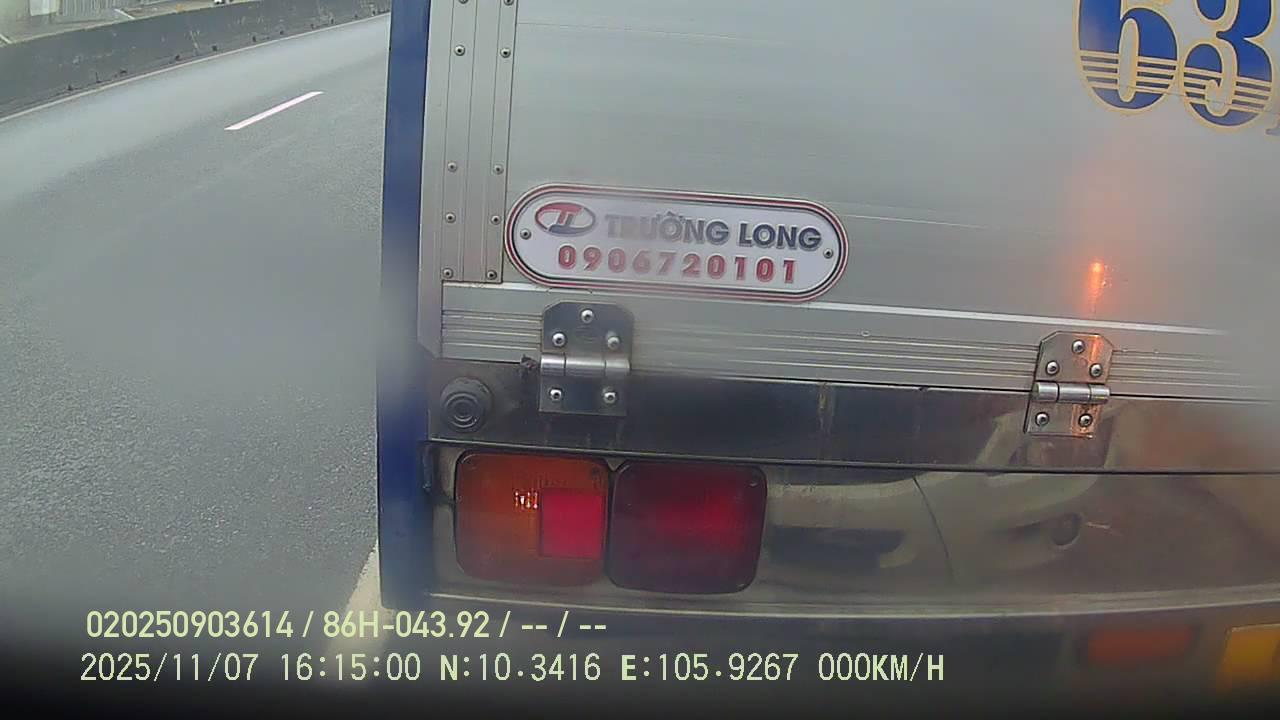 63
TRƯỜNG LONG
0906720101
020250903614 / 86H-043.92 / -- / --
2025/11/07 16:15:00 N:10.3416 E:105.9267 000KM/H